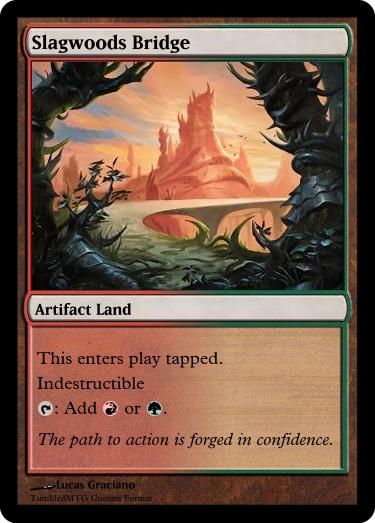 Slagwoods Bridge
Artifact Land
This enters play tapped.
Indestructible
: Add or .
The path to action is forged in confidence.
Lucas Graciano
TumbledMTG Custom Format